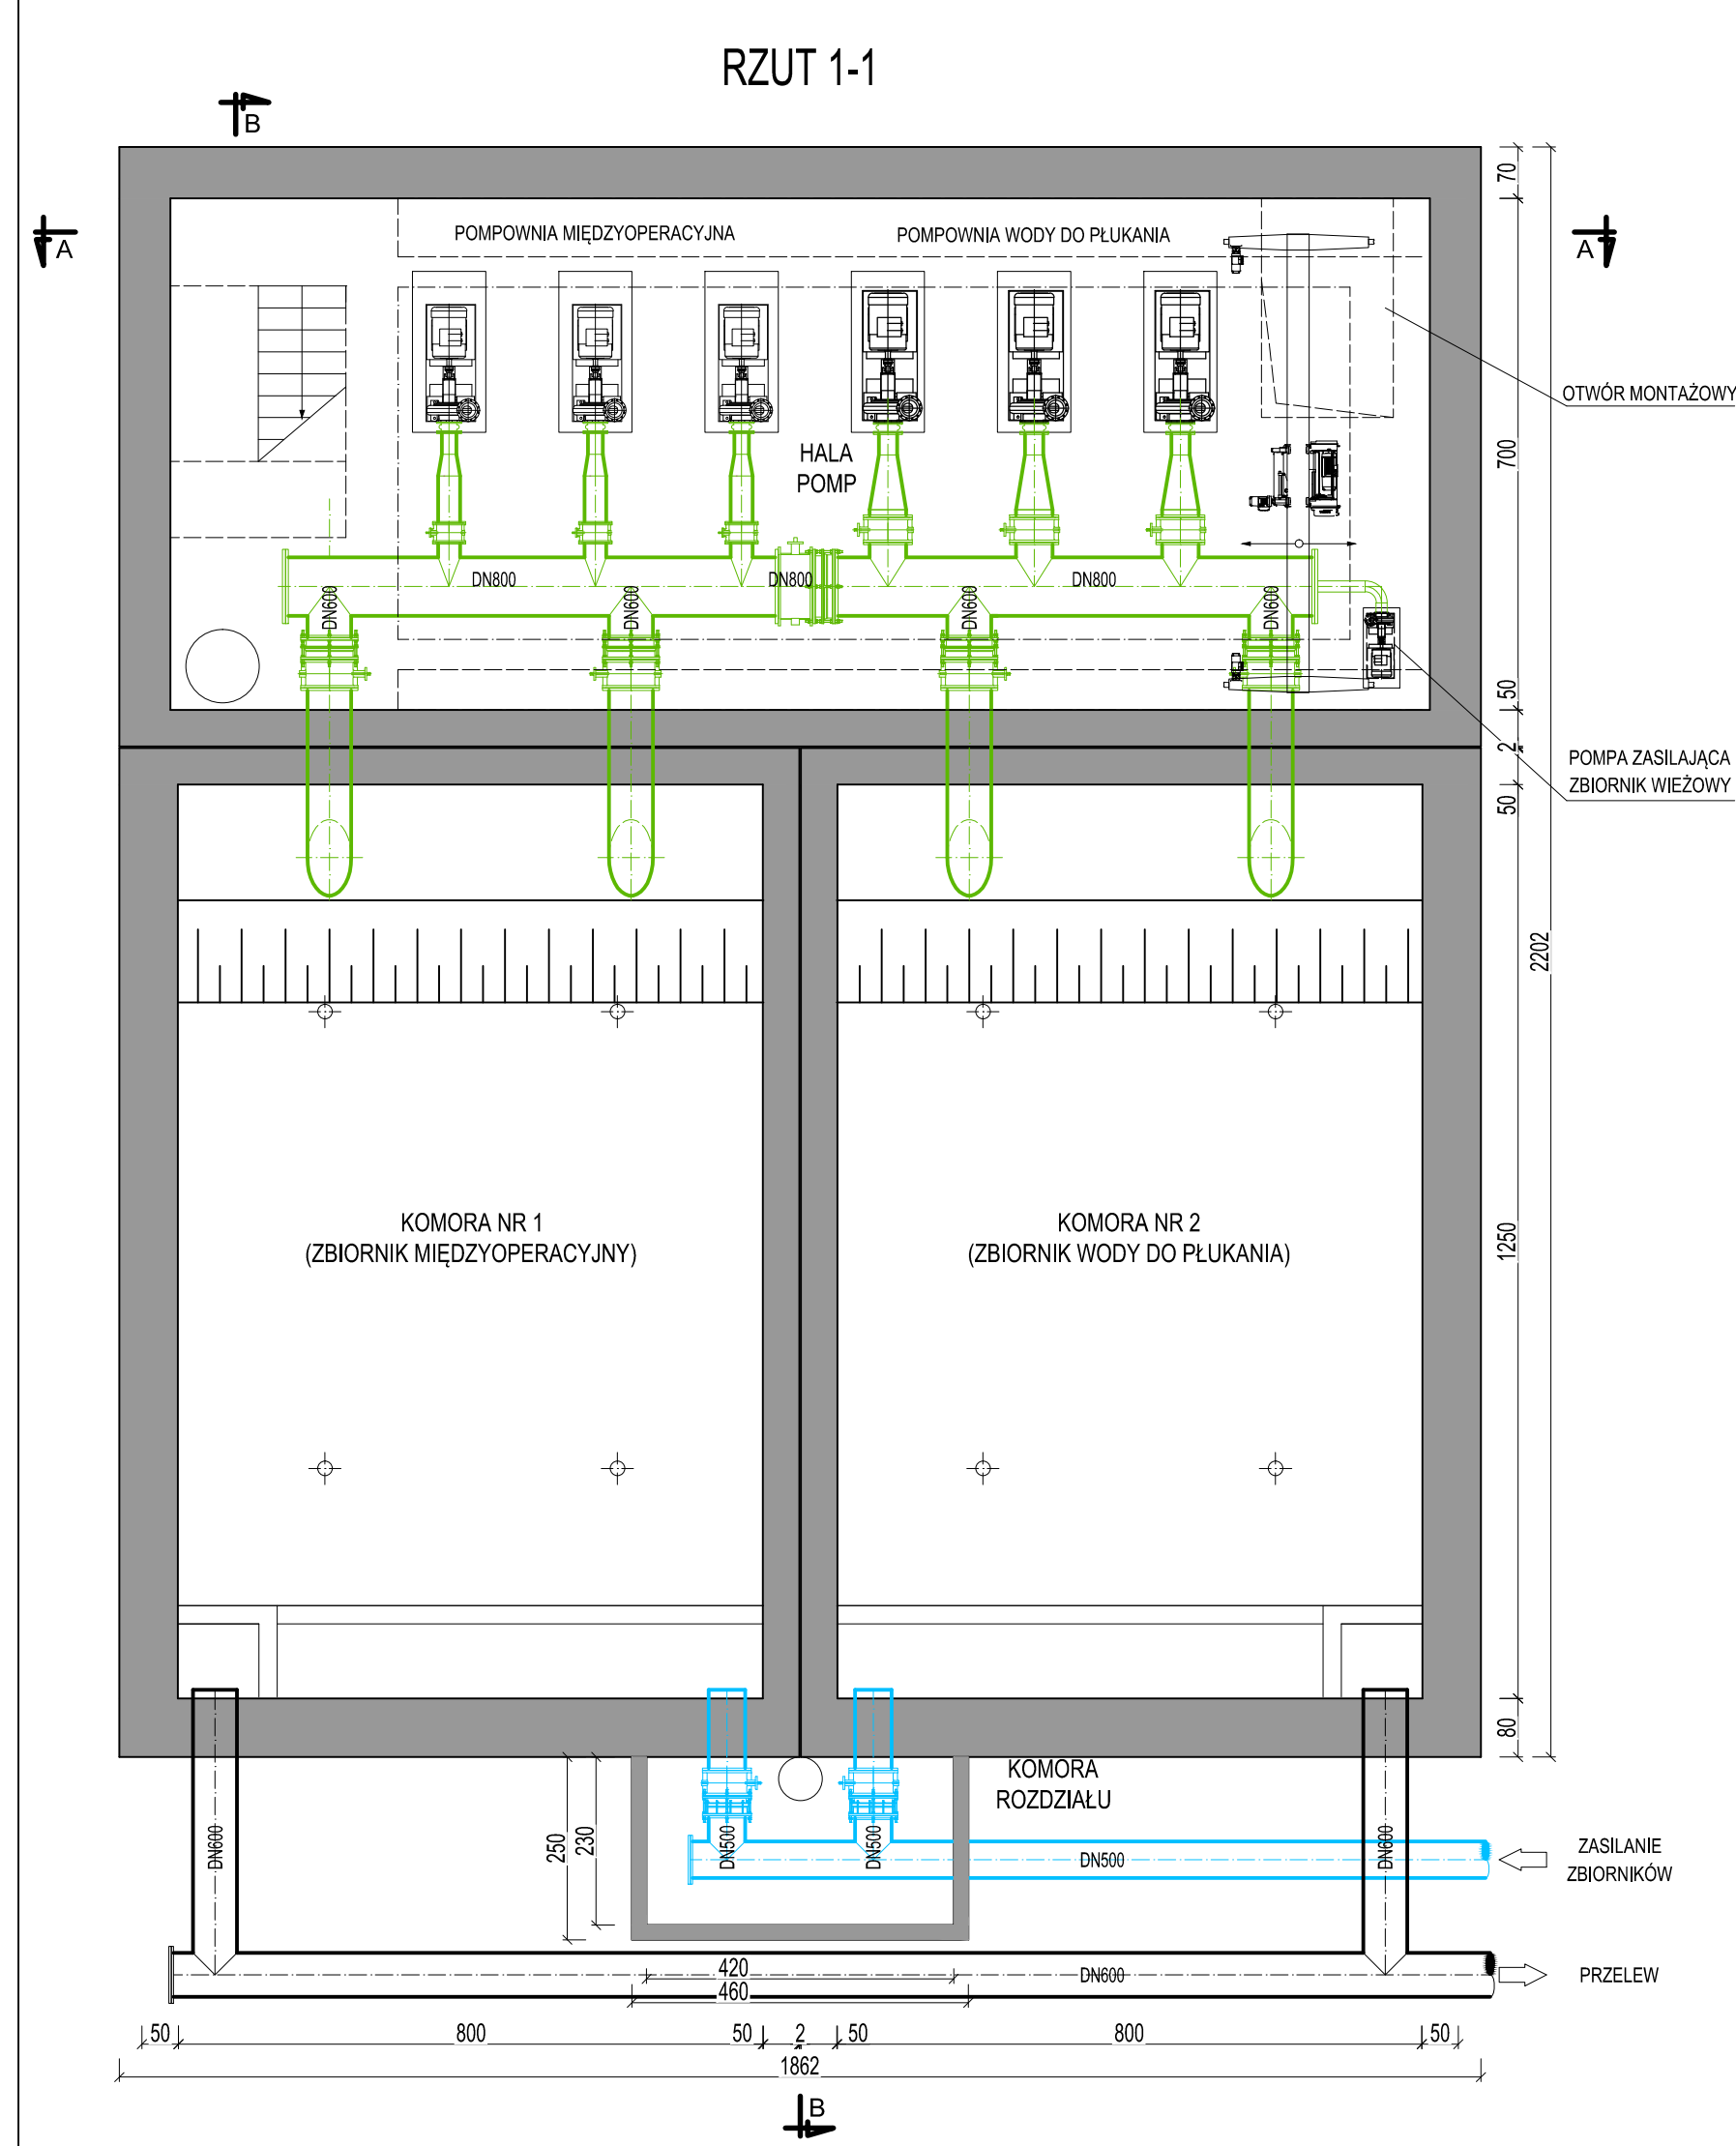 RZUT 1-1
B
A
A
POMPOWNIA MIĘDZYOPERACYJNA
POMPOWNIA WODY DO PŁUKANIA
70
OTWÓR MONTAŻOWY
HALA
POMP
700
DN800
DN800
DN800
DN600
DN600
DN600
DN600
50
2
50
POMPA ZASILAJĄCA
ZBIORNIK WIEŻOWY
2202
KOMORA NR 1
(ZBIORNIK MIĘDZYOPERACYJNY)
KOMORA NR 2
(ZBIORNIK WODY DO PŁUKANIA)
1250
80
KOMORA
ROZDZIAŁU
250
230
DN600
DN500
DN500
DN500
DN600
ZASILANIE
ZBIORNIKÓW
420
460
DN600
PRZELEW
50
800
50
2
50
800
50
1862
B